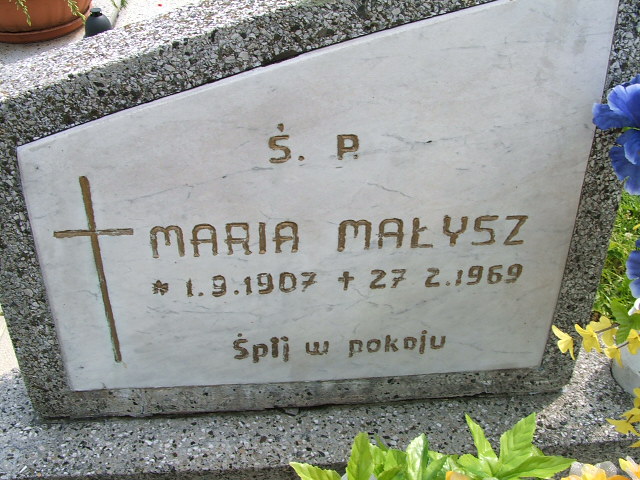 Ś. P.
MARIA MAŁYSZ
* 1.9.1907 + 27 2.1969
Śpij w pokoju